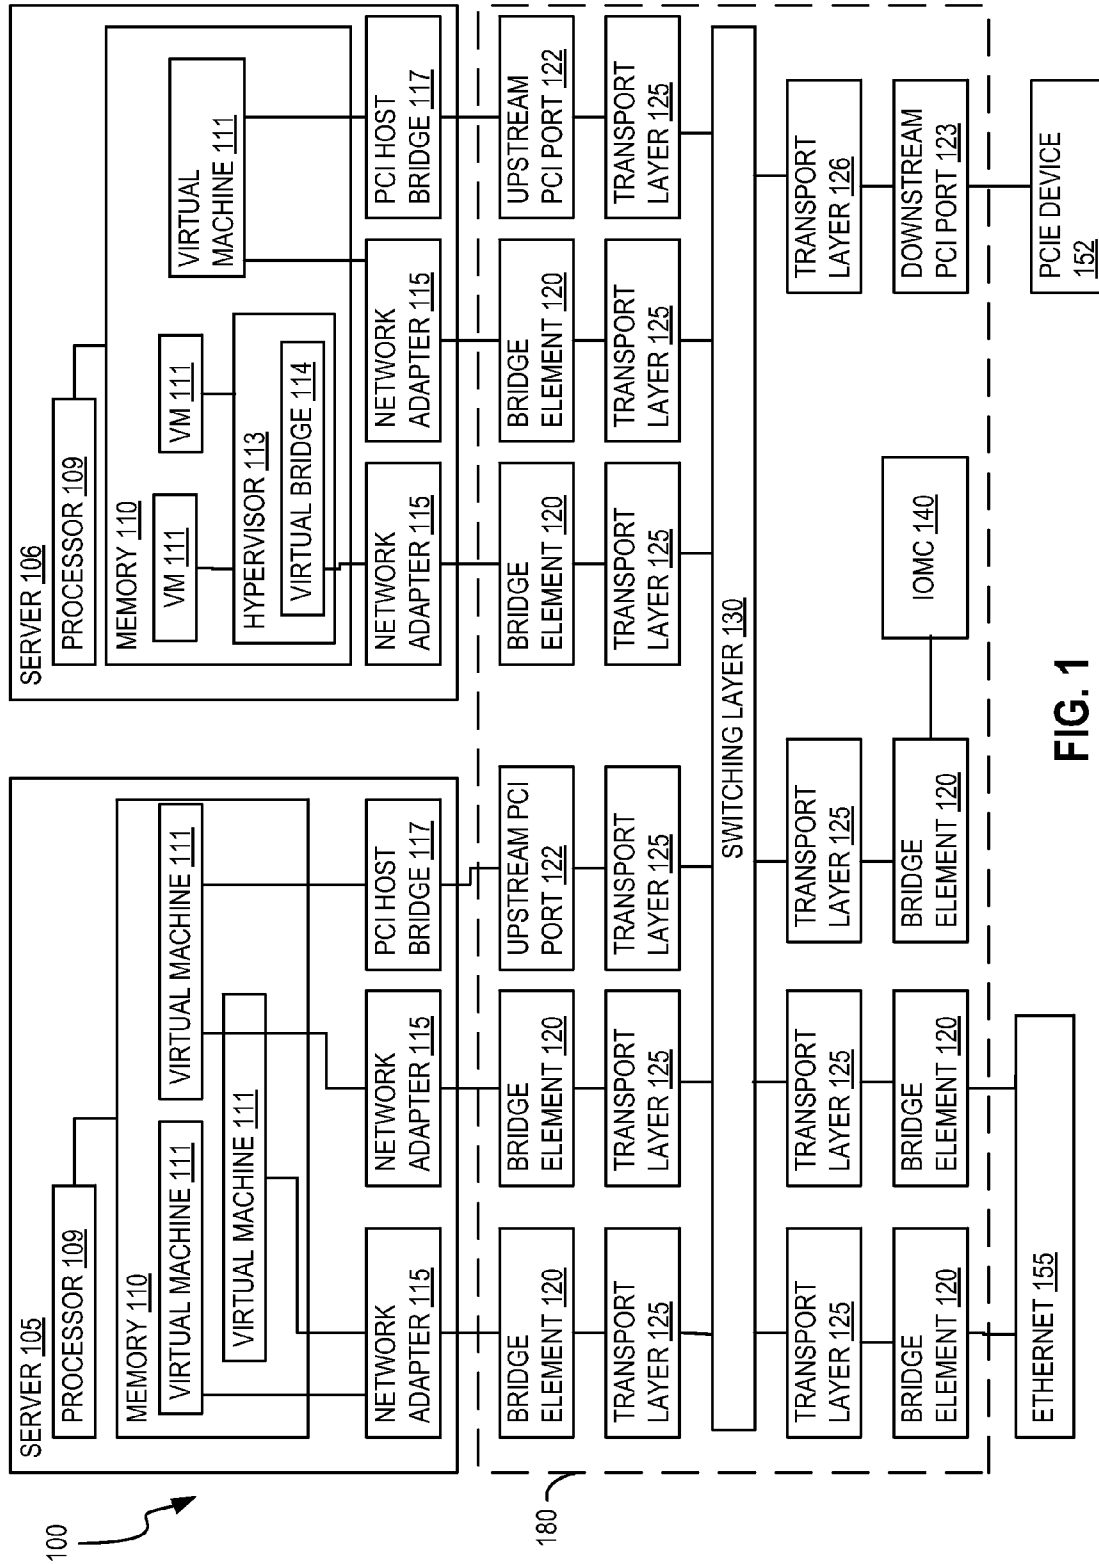 100
SERVER 105
PROCESSOR 109
MEMORY 110
VIRTUAL MACHINE 111
VIRTUAL MACHINE 111
VIRTUAL MACHINE 111
NETWORK
ADAPTER 115
NETWORK
ADAPTER 115
PCI HOST
BRIDGE 117
SERVER 106
PROCESSOR 109
MEMORY 110
VM 111
VM 111
VIRTUAL
MACHINE 111
HYPERVISOR 113
VIRTUAL BRIDGE 114
NETWORK
ADAPTER 115
NETWORK
ADAPTER 115
PCI HOST
BRIDGE 117
180
BRIDGE
ELEMENT 120
BRIDGE
ELEMENT 120
UPSTREAM PCI
PORT 122
BRIDGE
ELEMENT 120
BRIDGE
ELEMENT 120
UPSTREAM
PCI PORT 122
TRANSPORT
LAYER 125
TRANSPORT
LAYER 125
TRANSPORT
LAYER 125
TRANSPORT
LAYER 125
TRANSPORT
LAYER 125
TRANSPORT
LAYER 125
SWITCHING LAYER 130
TRANSPORT
LAYER 125
TRANSPORT
LAYER 125
TRANSPORT
LAYER 125
TRANSPORT
LAYER 126
BRIDGE
ELEMENT 120
BRIDGE
ELEMENT 120
BRIDGE
ELEMENT 120
IOMC 140
DOWNSTREAM
PCI PORT 123
ETHERNET 155
PCIE DEVICE
152
FIG. 1